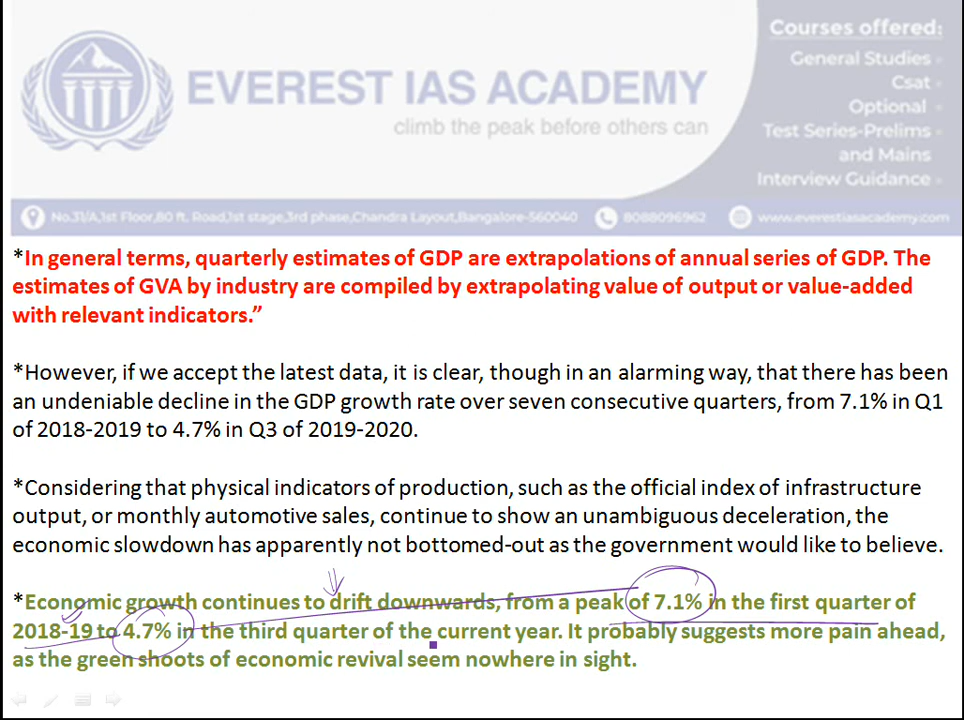 Courses offered:
General Studies
Csat
Optional
Test Series-Prelims
and Mains
Interview Guidance
EVEREST IAS ACADEMY
climb the peak before others can
No.31/A,1st Floor,80 ft. Road,1st stage,3rd phase,Chandra Layout,Bangalore-560040 8088096962 www.everestiasacademy.com
*In general terms, quarterly estimates of GDP are extrapolations of annual series of GDP. The
estimates of GVA by industry are compiled by extrapolating value of output or value-added
with relevant indicators.”
*However, if we accept the latest data, it is clear, though in an alarming way, that there has been
an undeniable decline in the GDP growth rate over seven consecutive quarters, from 7.1% in Q1
of 2018-2019 to 4.7% in Q3 of 2019-2020.
*Considering that physical indicators of production, such as the official index of infrastructure
output, or monthly automotive sales, continue to show an unambiguous deceleration, the
economic slowdown has apparently not bottomed-out as the government would like to believe.
*Economic growth continues to drift downwards, from a peak of 7.1% in the first quarter of
2018-19 to 4.7% in the third quarter of the current year. It probably suggests more pain ahead,
as the green shoots of economic revival seem nowhere in sight.